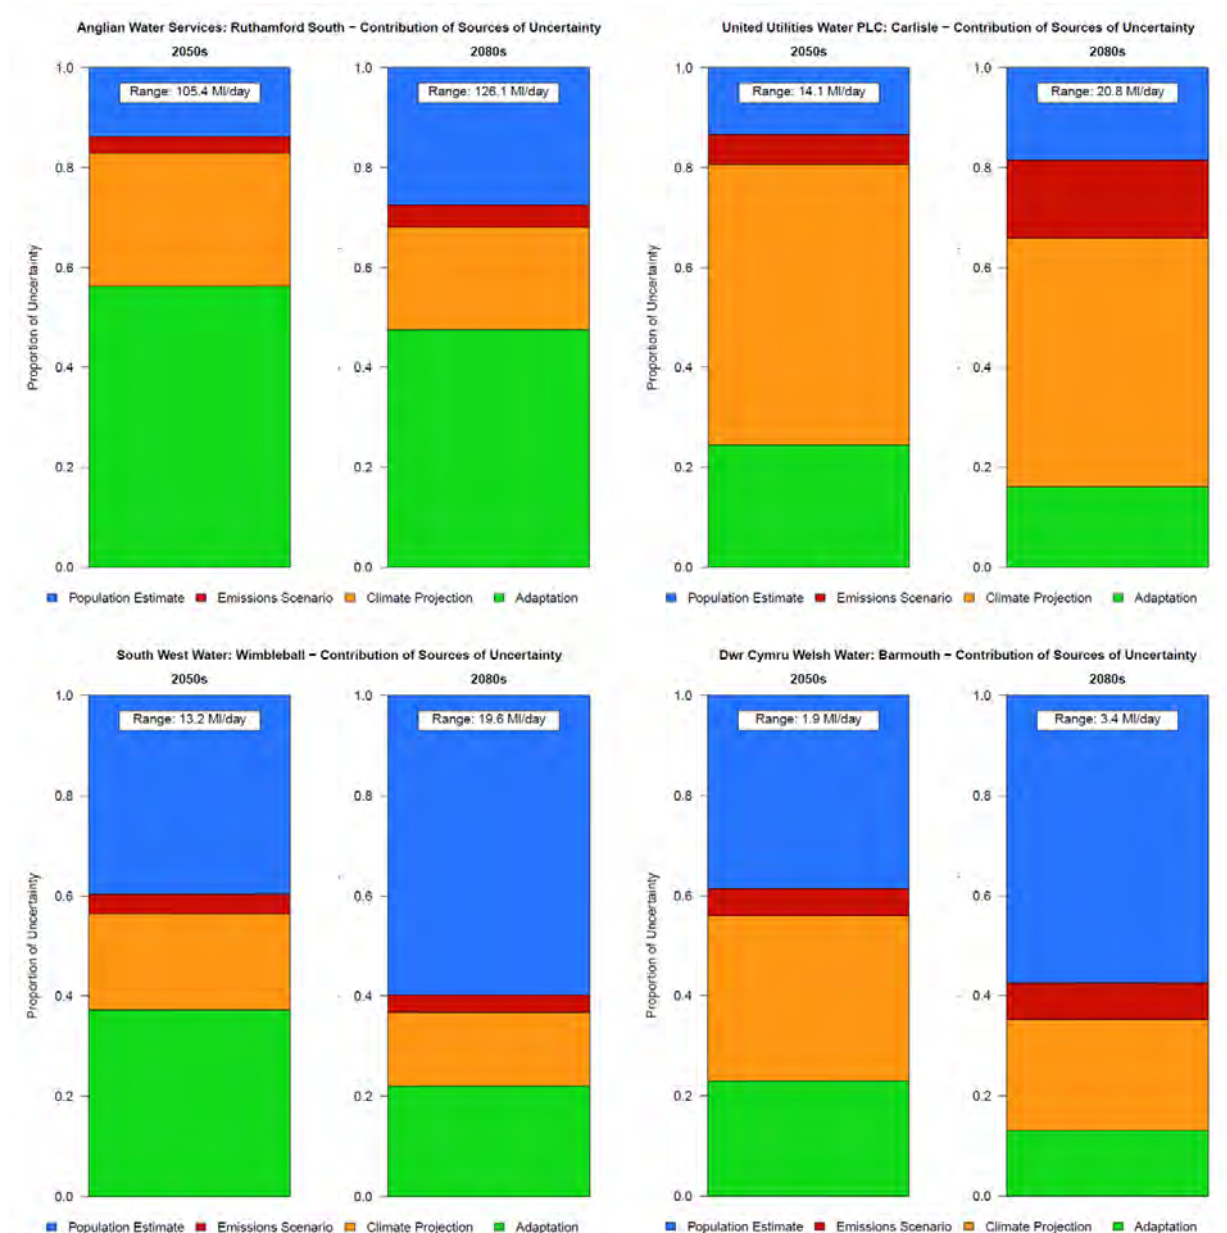 Anglian Water Services: Ruthamford South − Contribution of Sources of Uncertainty
2050s
2080s
1.0
0.8
0.6
0.4
0.2
0.0
Proportion of Uncertainty
Range: 105.4 Ml/day
1.0
0.8
0.6
0.4
0.2
0.0
Range: 126.1 Ml/day
Population Estimate Emissions Scenario Climate Projection Adaptation
United Utilities Water PLC: Carlisle − Contribution of Sources of Uncertainty
2050s
2080s
1.0
0.8
0.6
0.4
0.2
0.0
Proportion of Uncertainty
Range: 14.1 Ml/day
1.0
0.8
0.6
0.4
0.2
0.0
Range: 20.8 Ml/day
Population Estimate Emissions Scenario Climate Projection Adaptation
South West Water: Wimbleball − Contribution of Sources of Uncertainty
2050s
2080s
1.0
0.8
0.6
0.4
0.2
0.0
Proportion of Uncertainty
Range: 13.2 Ml/day
1.0
0.8
0.6
0.4
0.2
0.0
Range: 19.6 Ml/day
Population Estimate Emissions Scenario Climate Projection Adaptation
Dwr Cymru Welsh Water: Barmouth − Contribution of Sources of Uncertainty
2050s
2080s
1.0
0.8
0.6
0.4
0.2
0.0
Proportion of Uncertainty
Range: 1.9 Ml/day
1.0
0.8
0.6
0.4
0.2
0.0
Range: 3.4 Ml/day
Population Estimate Emissions Scenario Climate Projection Adaptation